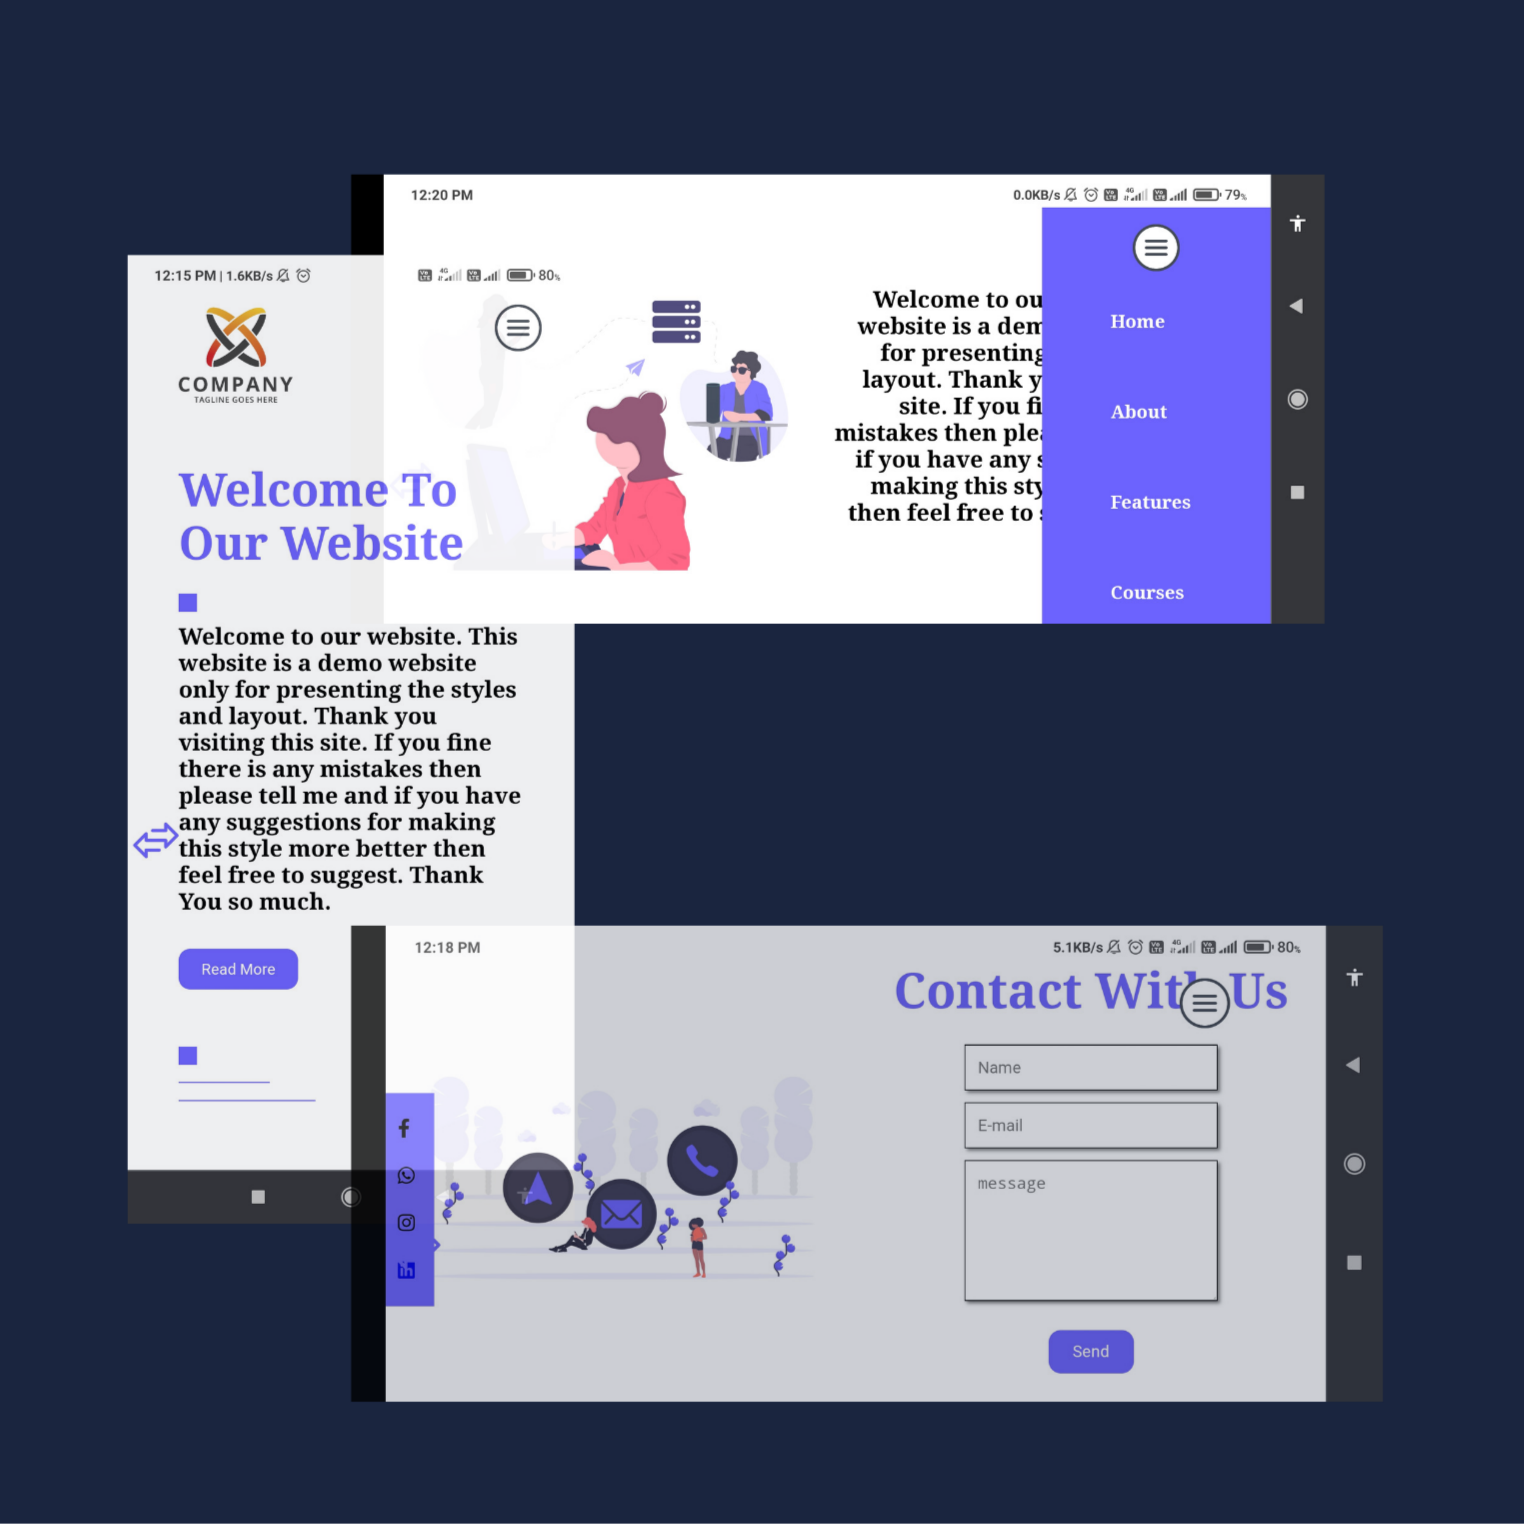 12:20 PM
0.0KB/s 4G 79%
Welcome to ou
website is a dem
for presenting
layout. Thank y
site. If you fi
mistakes then plea
if you have any s
making this sty
then feel free to s
Home
About
Features
Courses
12:15 PM | 1.6KB/s
4G 80%
COMPANY
TAGLINE GOES HERE
Welcome To
Our Website
Welcome to our website. This
website is a demo website
only for presenting the styles
and layout. Thank you
visiting this site. If you fine
there is any mistakes then
please tell me and if you have
any suggestions for making
this style more better then
feel free to suggest. Thank
You so much.
Read More
12:18 PM
5.1KB/s 4G 80%
Contact With Us
Name
E-mail
message
Send